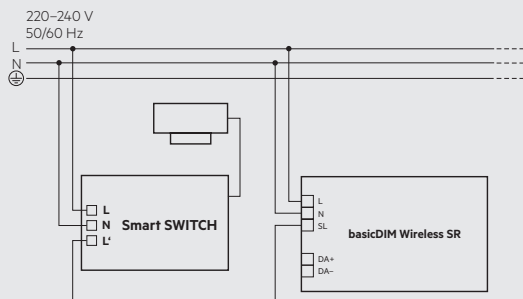 220–240 V
50/60 Hz
L
N
L
N
L'
Smart SWITCH
L
N
SL
basicDIM Wireless SR
DA+
DA–